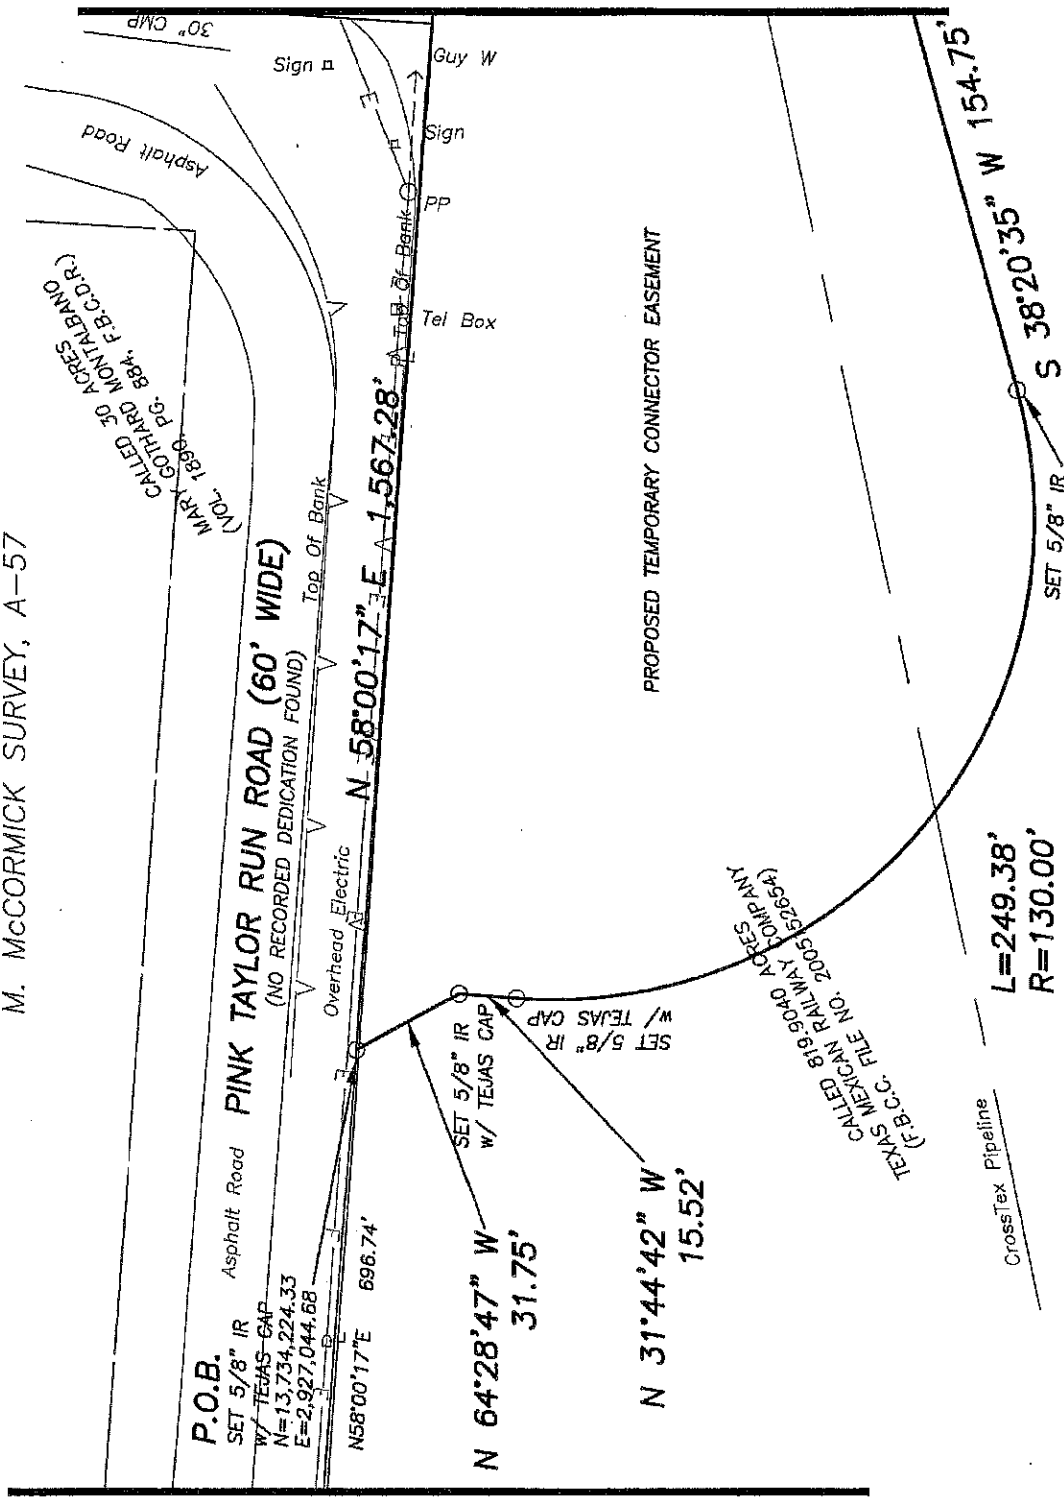 M. McCORMICK SURVEY, A-57
30" CMP
Asphalt Road
Sign
Guy W
Sign
PP
E
Top Of Bank
Tel Box
CALLED 30 ACRES
MARY GOTHARD MONTALBANO
(VOL. 1890, PG. 884, F.B.C.D.R.)
PINK TAYLOR RUN ROAD (60' WIDE)
(NO RECORDED DEDICATION FOUND)
Top Of Bank
N 58°00'17" E 1,567.28'
Overhead Electric
Asphalt Road
P.O.B.
SET 5/8" IR
w/ TEJAS CAP
N=13,734,224.33
E=2,927,044.68
N58°00'17"E 696.74'
SET 5/8" IR
w/ TEJAS CAP
SET 5/8" IR
w/ TEJAS CAP
N 64°28'47" W
31.75'
N 31°44'42" W
15.52'
PROPOSED TEMPORARY CONNECTOR EASEMENT
CALLED 819.9040 ACRES
TEXAS MEXICAN RAILWAY COMPANY
(F.B.C.C. FILE NO. 2005152654)
CrossTex Pipeline
L=249.38'
R=130.00'
S 38°20'35" W 154.75'
SET 5/8" IR